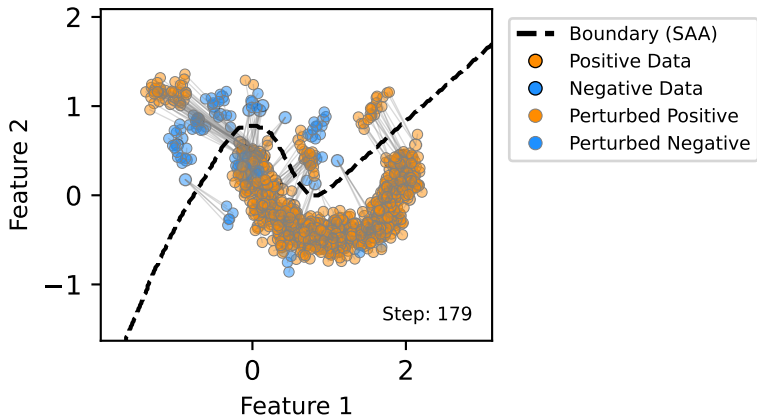 2
1
0
−1
Feature 2
0
2
Feature 1
Step: 179
Boundary (SAA)
Positive Data
Negative Data
Perturbed Positive
Perturbed Negative